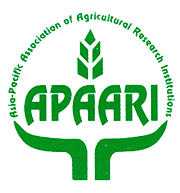 Asia-Pacific Association of Agricultural Research Institutions
APAARI